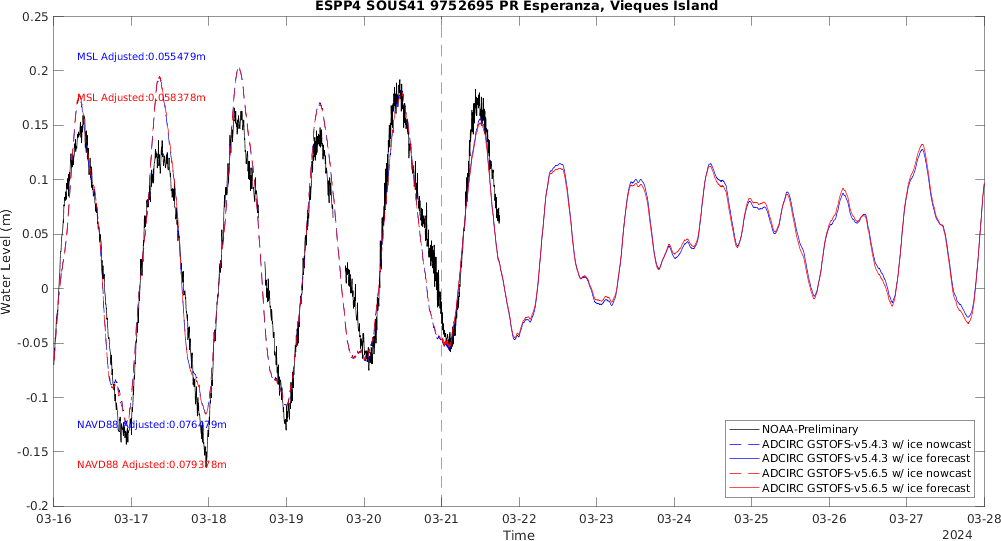 ESPP4 SOUS41 9752695 PR Esperanza, Vieques Island
0.25
0.2
0.15
0.1
0.05
0
-0.05
-0.1
-0.15
-0.2
Water Level (m)
MSL Adjusted:0.055479m
MSL Adjusted:0.058378m
NAVD88 Adjusted:0.076479m
NAVD88 Adjusted:0.079378m
NOAA-Preliminary
ADCIRC GSTOFS-v5.4.3 w/ ice nowcast
ADCIRC GSTOFS-v5.4.3 w/ ice forecast
ADCIRC GSTOFS-v5.6.5 w/ ice nowcast
ADCIRC GSTOFS-v5.6.5 w/ ice forecast
03-16 03-17 03-18 03-19 03-20 03-21 03-22 03-23 03-24 03-25 03-26 03-27 03-28
Time
2024